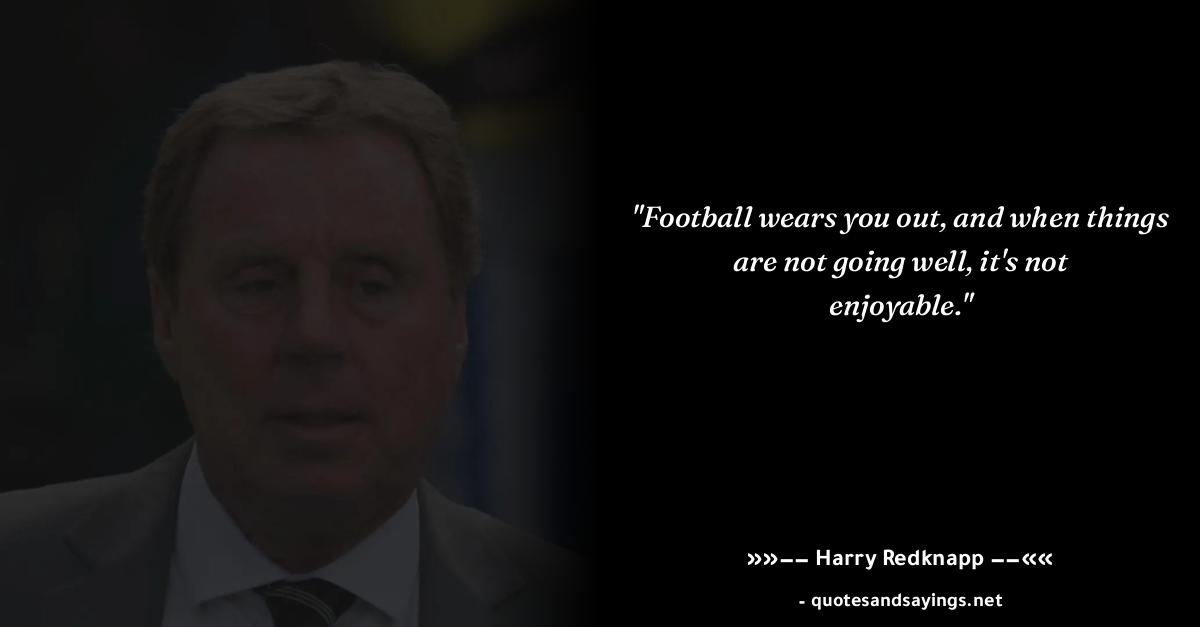 "Football wears you out, and when things
are not going well, it's not
enjoyable."
»»−− Harry Redknapp −−««
- quotesandsayings.net